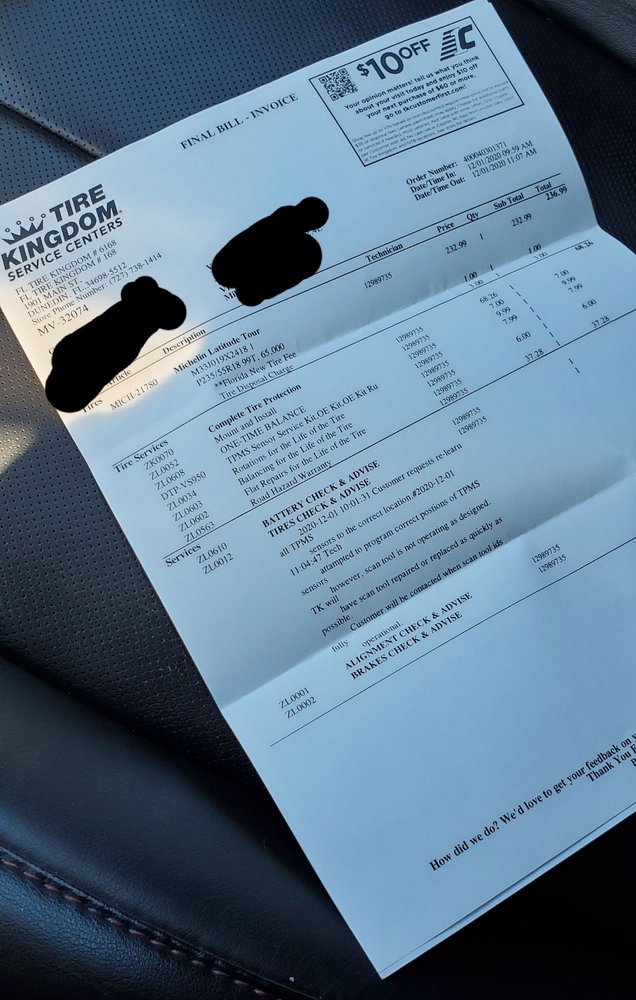 FINAL BILL - INVOICE
$10OFF
Your opinion matters! tell us what you think
about your visit today and enjoy $10 off
your next purchase of $60 or more.
go to tkcustomerfirst.com!
TIRE
KINGDOM
SERVICE CENTERS
FL TIRE KINGDOM # 6168
FL TIRE KINGDOM # 168
1901 MAIN ST.
DUNEDIN, FL 34698-5512
Store Phone Number: (727) 738-1414
MV-32074
Order Number: 400040301371
Date/Time In: 12/01/2020 09:59 AM
Date/Time Out: 12/01/2020 11:07 AM
Article Description Technician Price Qty Sub Total Total
Tires 236.99
MICH-21780 Michelin Latitude Tour 12989735 232.99 1 232.99
M33J019X2418 1
P235/55R18 99T, 65,000
**Florida New Tire Fee 1.00 1.00
Tire Disposal Charge 3.00 3.00
Tire Services Complete Tire Protection 68.26
ZK0070 Mount and Install 12989735 68.26
ZL0052 ONE-TIME BALANCE 12989735 7.00 7.00
ZL0608 TPMS Sensor Service Kit,OE Kit,OE Kit Ru 12989735 9.99 9.99
DTP-VS950 Rotations for the Life of the Tire 12989735 7.99 7.99
ZL0034 Balancing for the Life of the Tire 12989735
ZL0603 Flat Repairs for the Life of the Tire 12989735 6.00 6.00
ZL0602 Road Hazard Warranty 12989735
ZL0503 12989735 37.28 37.28
Services
ZL0610 BATTERY CHECK & ADVISE 12989735
ZL0012 TIRES CHECK & ADVISE 12989735
2020-12-01 10:01:31 Customer requests re-learn
all TPMS
sensors to the correct location.#2020-12-01
11-04-47 Tech
attempted to program correct postions of TPMS
sensors
however, scan tool is not operating as designed.
TK will
have scan tool repaired or replaced as quickly as
possible.
Customer will be contacted when scan tool ids
fully operational.
ZL0001 ALIGNMENT CHECK & ADVISE 12989735
ZL0002 BRAKES CHECK & ADVISE 12989735
How did we do? We'd love to get your feedback on
Thank You